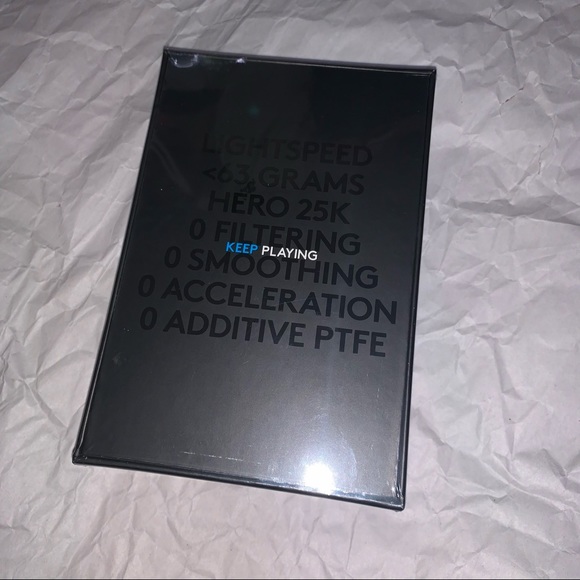 LIGHTSPEED
<63 GRAMS
HERO 25K
0 FILTERING
KEEP PLAYING
0 SMOOTHING
0 ACCELERATION
0 ADDITIVE PTFE